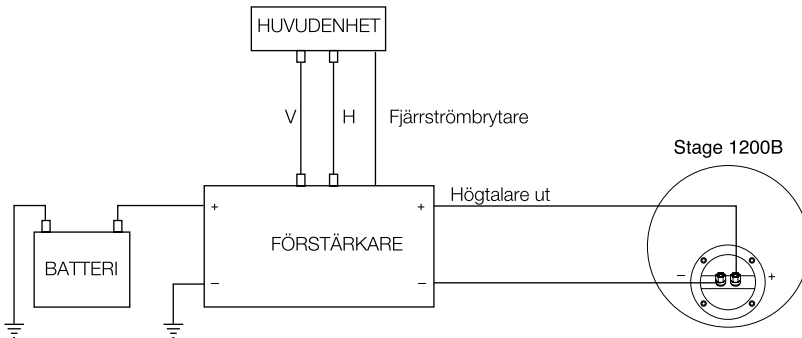 HUVUDENHET
V
H
Fjärrströmbrytare
Stage 1200B
Högtalare ut
+
+
FÖRSTÄRKARE
BATTERI
−
+
−
−